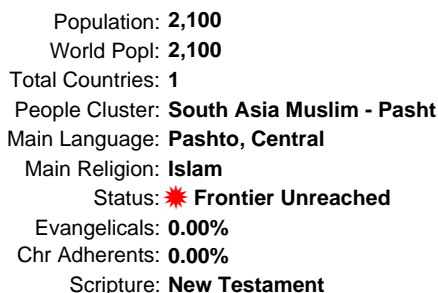 Population: 2,100
World Popl: 2,100
Total Countries: 1
People Cluster: South Asia Muslim - Pasht
Main Language: Pashto, Central
Main Religion: Islam
Status: Frontier Unreached
Evangelicals: 0.00%
Chr Adherents: 0.00%
Scripture: New Testament